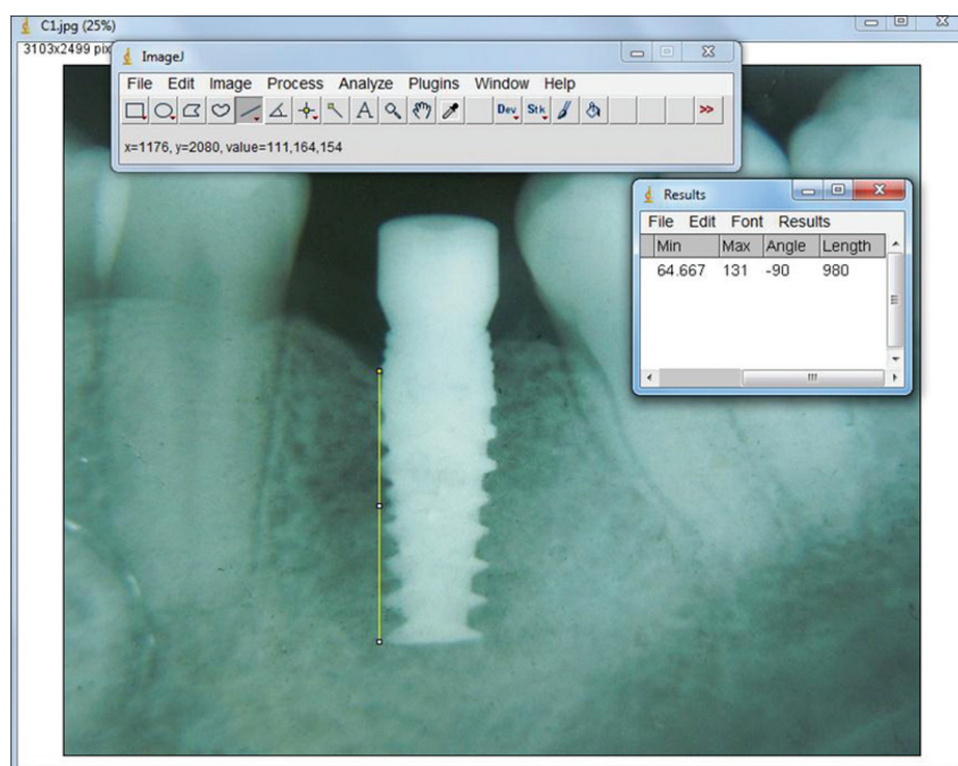 C1.jpg (25%)
3103x2499 pix
ImageJ
File Edit Image Process Analyze Plugins Window Help
A Dev Stk >>
x=1176, y=2080, value=111,164,154
Results
File Edit Font Results
Min Max Angle Length
64.667 131 -90 980